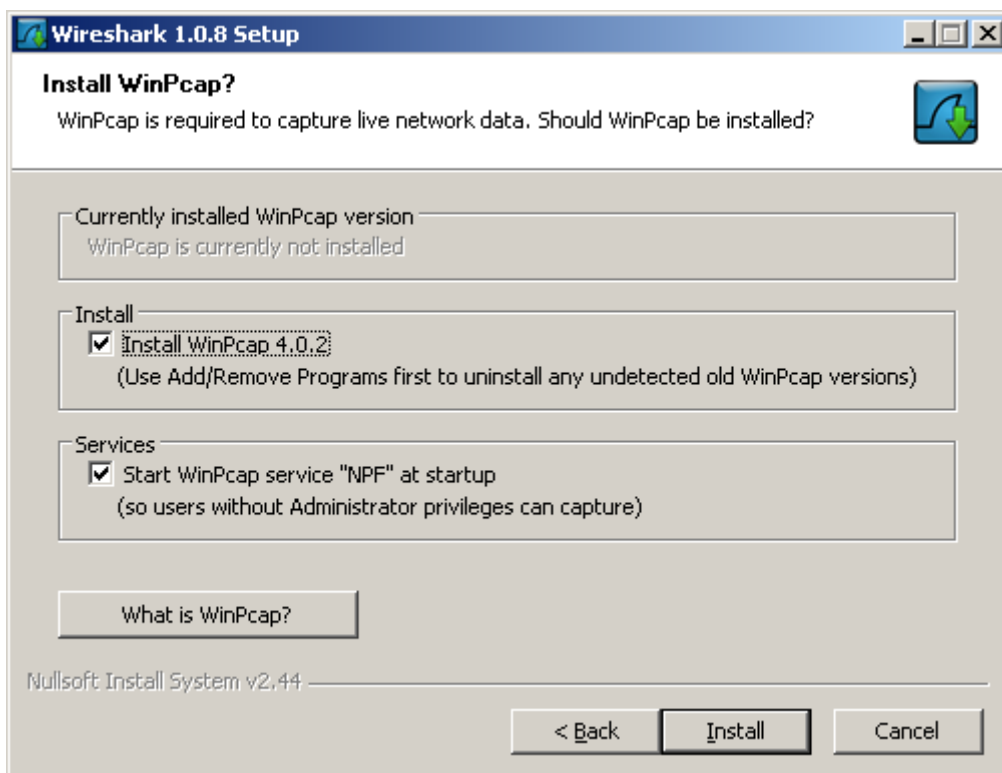 Wireshark 1.0.8 Setup
Install WinPcap?
WinPcap is required to capture live network data. Should WinPcap be installed?
Currently installed WinPcap version
WinPcap is currently not installed
Install
Install WinPcap 4.0.2
(Use Add/Remove Programs first to uninstall any undetected old WinPcap versions)
Services
Start WinPcap service "NPF" at startup
(so users without Administrator privileges can capture)
What is WinPcap?
Nullsoft Install System v2.44
< Back Install Cancel